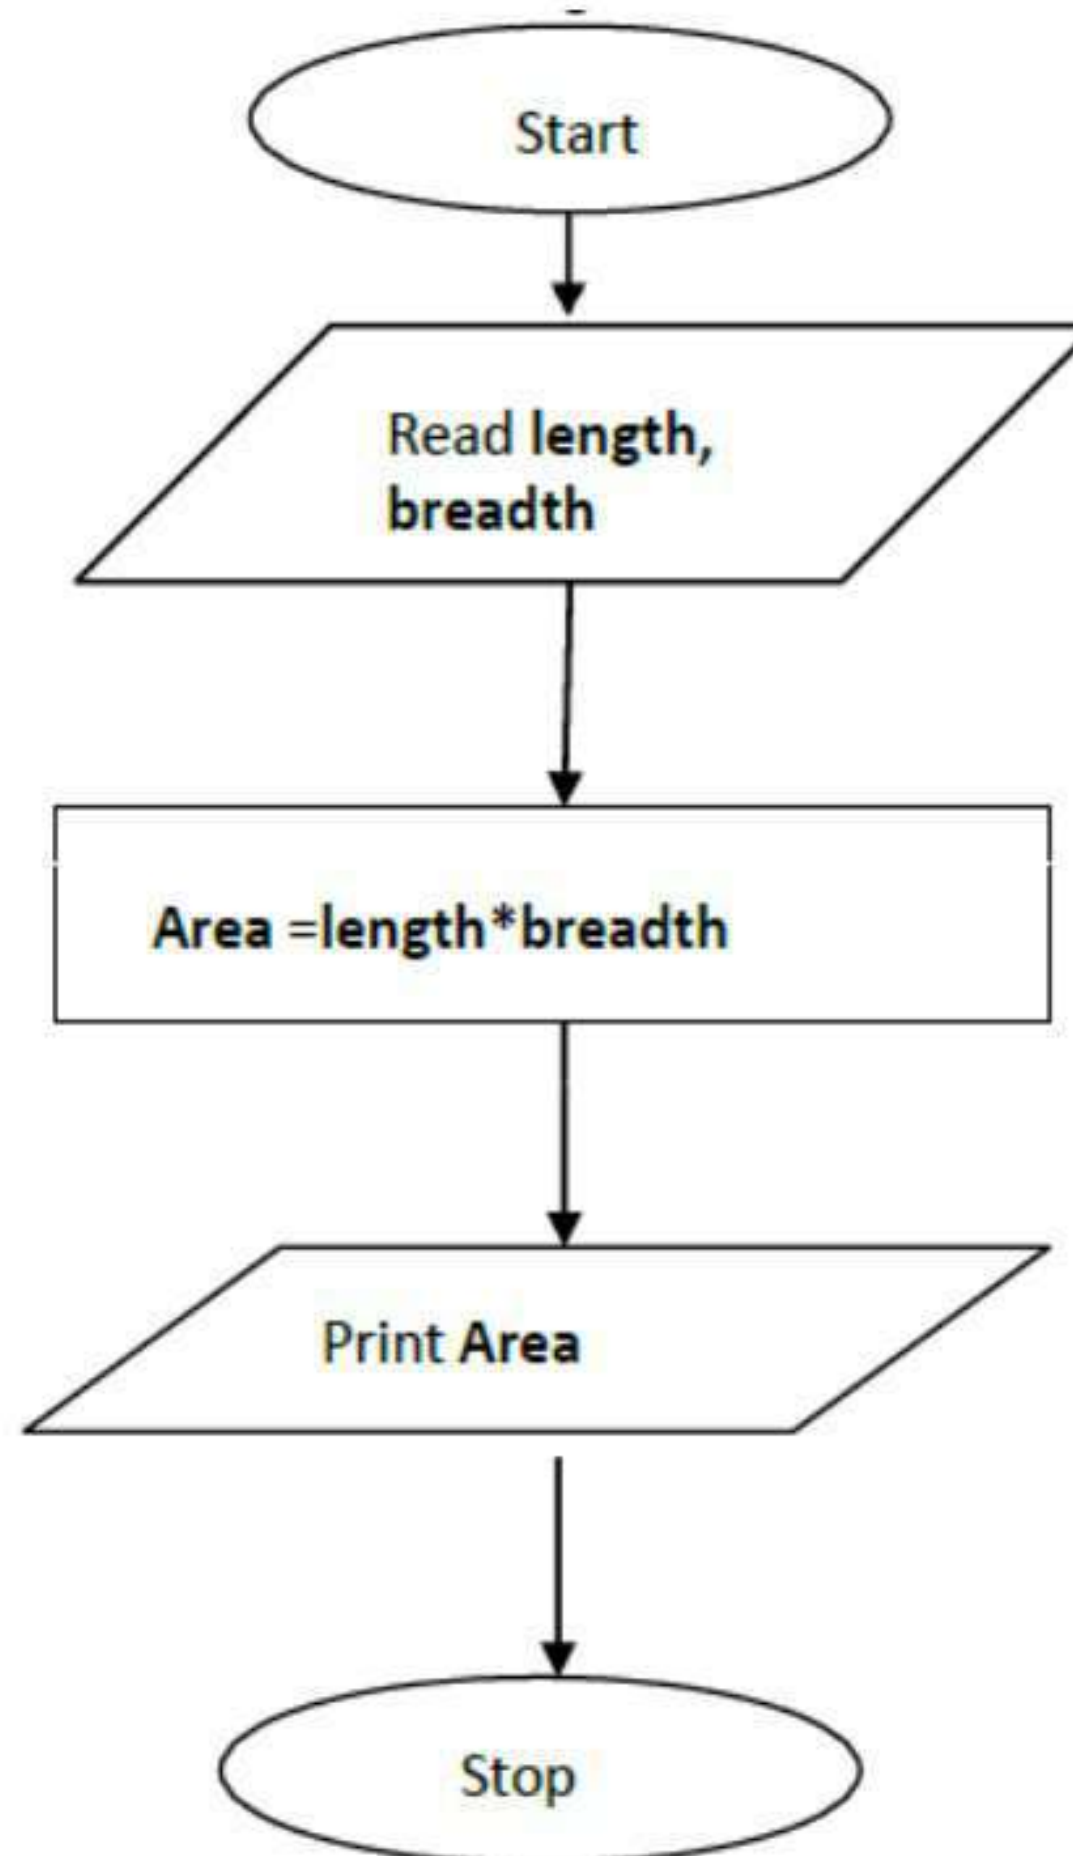 Start
Read length,
breadth
Area =length*breadth
Print Area
Stop